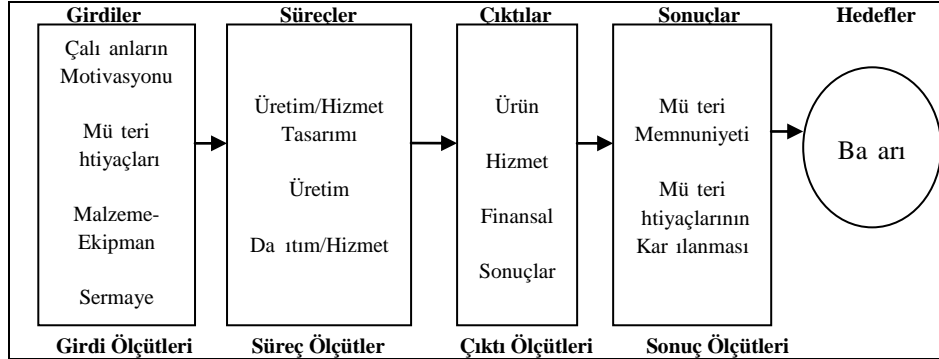 Girdiler
Çalı anların
Motivasyonu
Mü teri
htiyaçları
Malzeme-
Ekipman
Sermaye
Girdi Ölçütleri
Süreçler
Üretim/Hizmet
Tasarımı
Üretim
Da ıtım/Hizmet
Süreç Ölçütler
Çıktılar
Ürün
Hizmet
Finansal
Sonuçlar
Çıktı Ölçütleri
Sonuçlar
Mü teri
Memnuniyeti
Mü teri
htiyaçlarının
Kar ılanması
Sonuç Ölçütleri
Hedefler
Ba arı